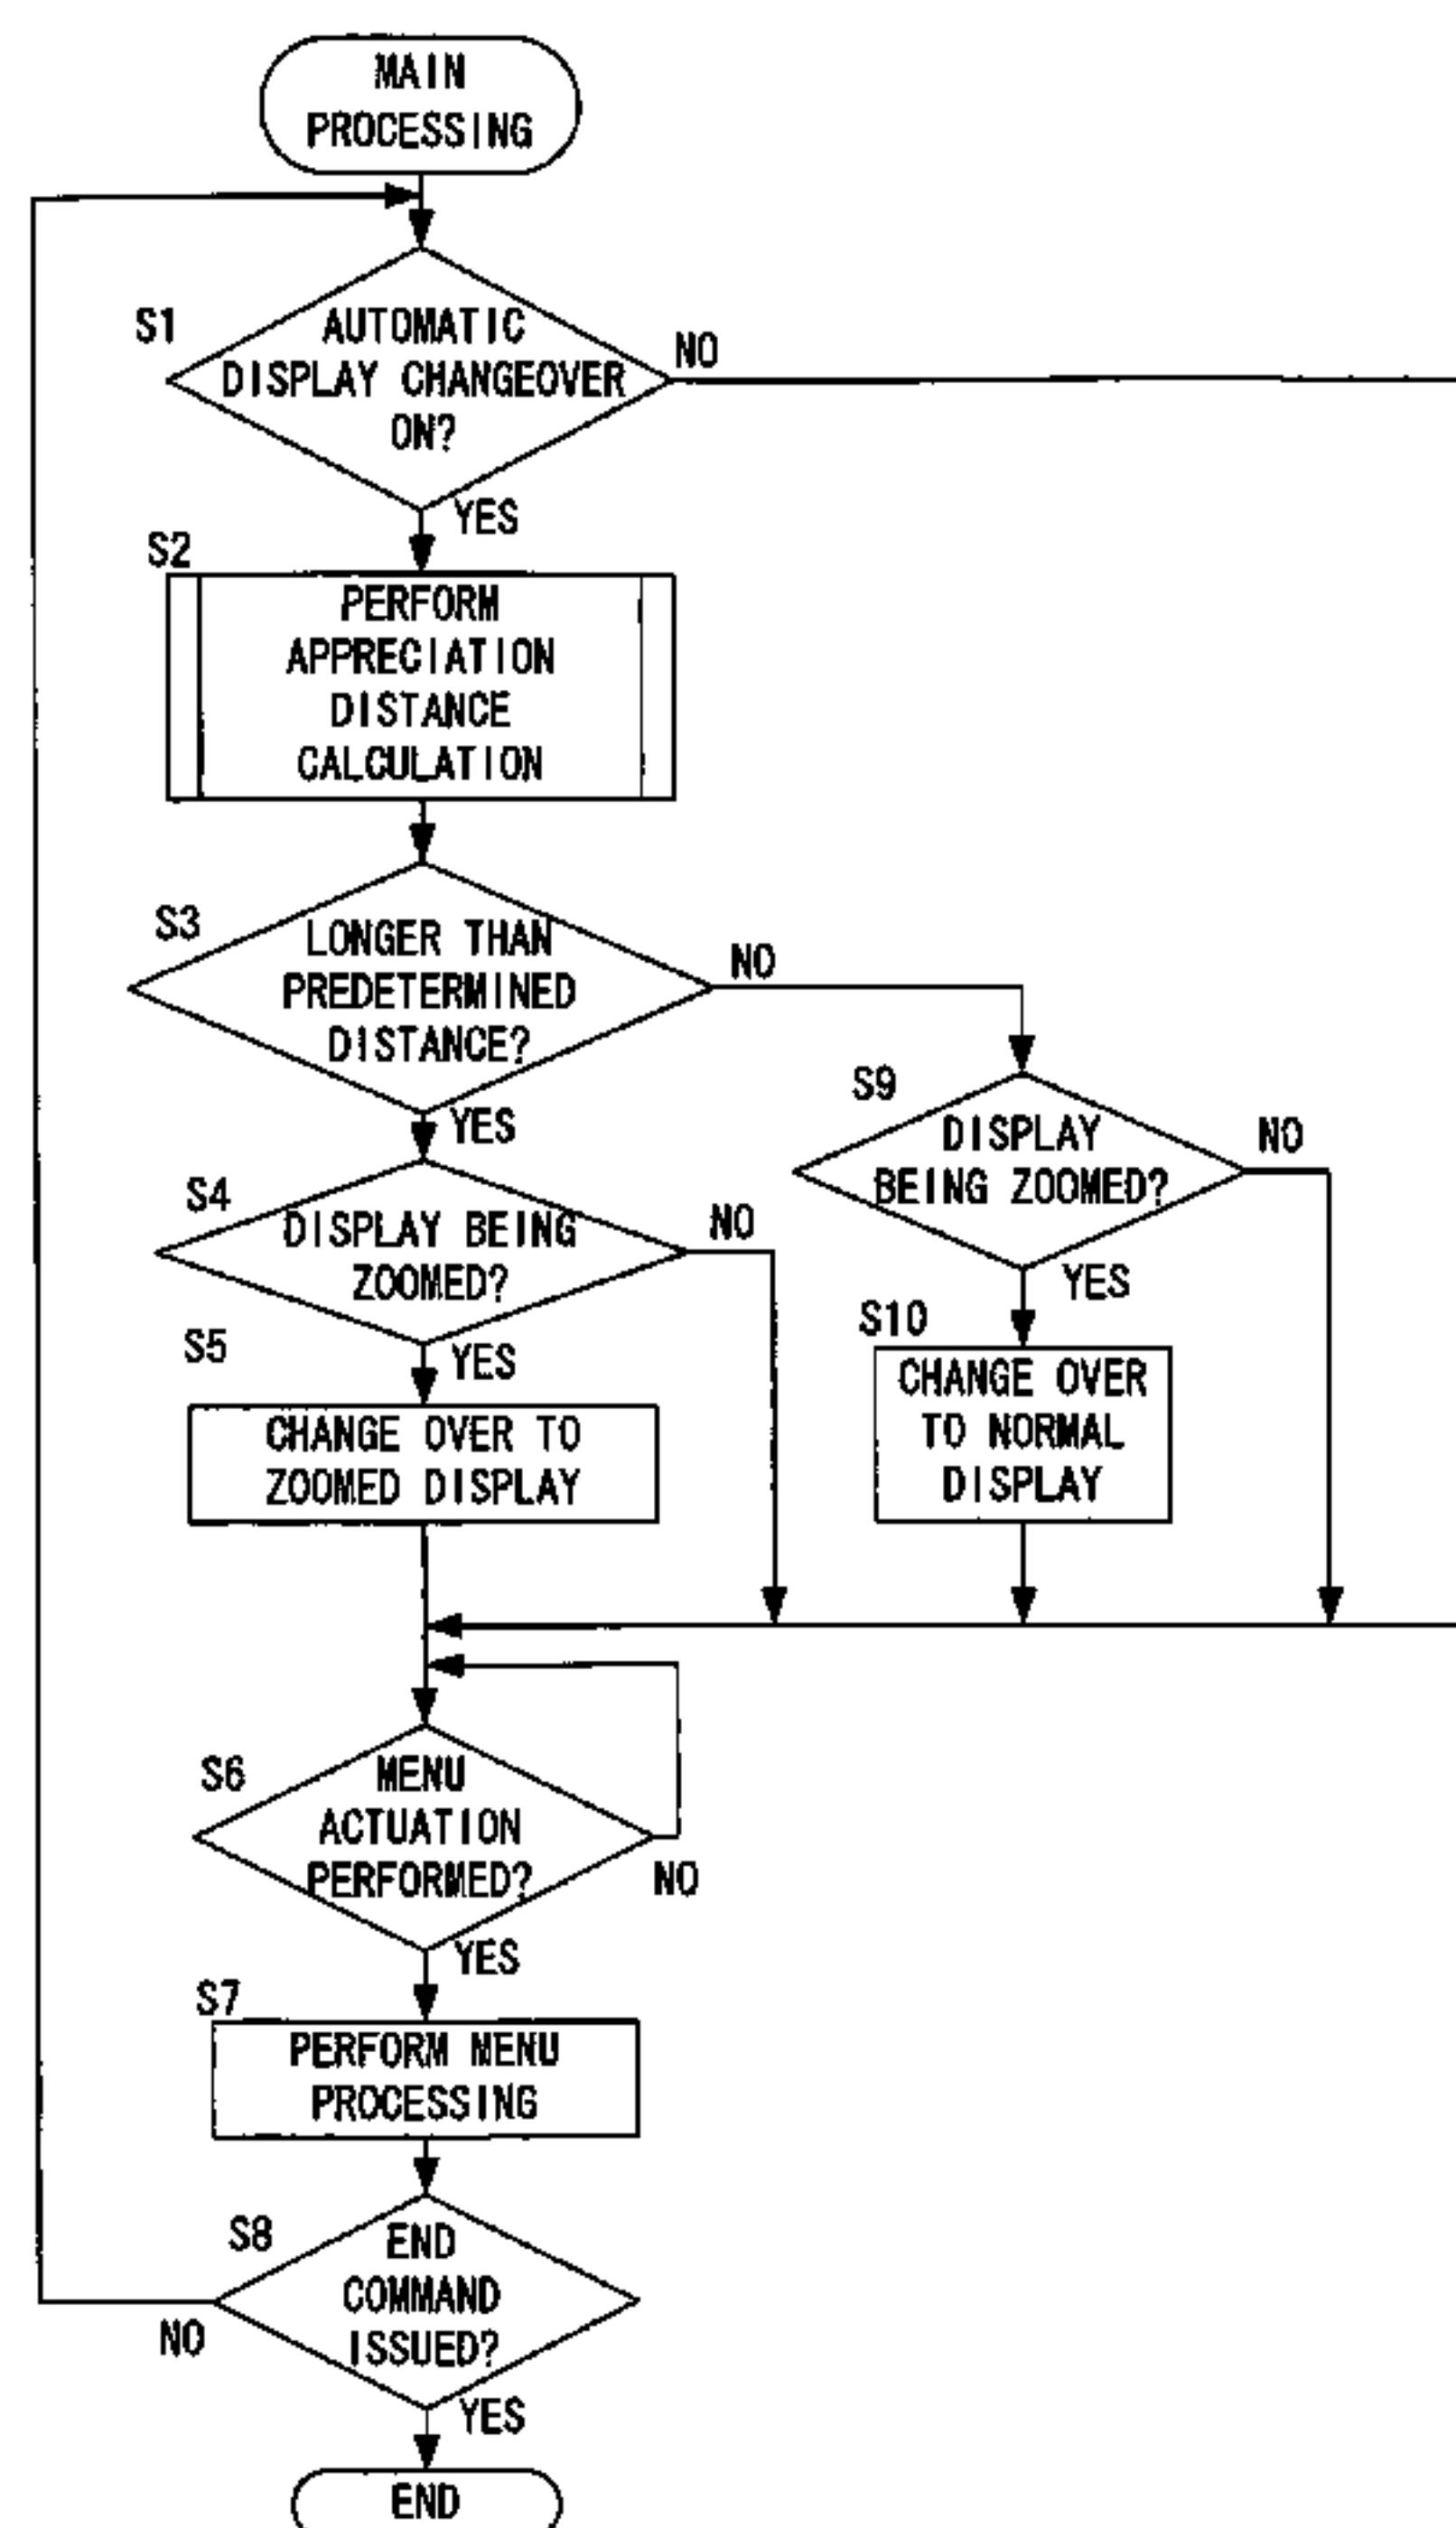 MAIN
PROCESSING
S1
AUTOMATIC
DISPLAY CHANGEOVER
ON?
NO
YES
S2
PERFORM
APPRECIATION
DISTANCE
CALCULATION
S3
LONGER THAN
PREDETERMINED
DISTANCE?
NO
YES
S9
DISPLAY
BEING ZOOMED?
NO
YES
S4
DISPLAY BEING
ZOOMED?
NO
YES
S10
CHANGE OVER
TO NORMAL
DISPLAY
S5
CHANGE OVER TO
ZOOMED DISPLAY
S6
MENU
ACTUATION
PERFORMED?
NO
YES
S7
PERFORM MENU
PROCESSING
S8
END
COMMAND
ISSUED?
NO
YES
END